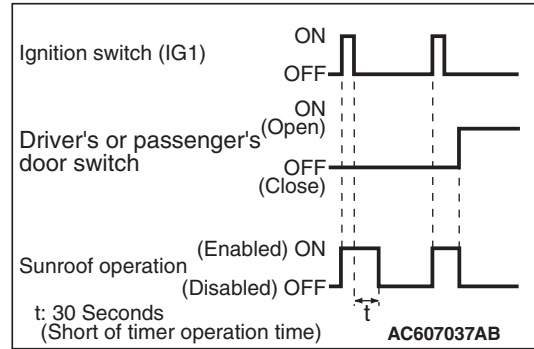 ON
Ignition switch (IG1)
OFF
ON
(Open)
Driver's or passenger's
door switch
OFF
(Close)
(Enabled) ON
Sunroof operation
(Disabled) OFF
t
t: 30 Seconds
(Short of timer operation time)
AC607037AB